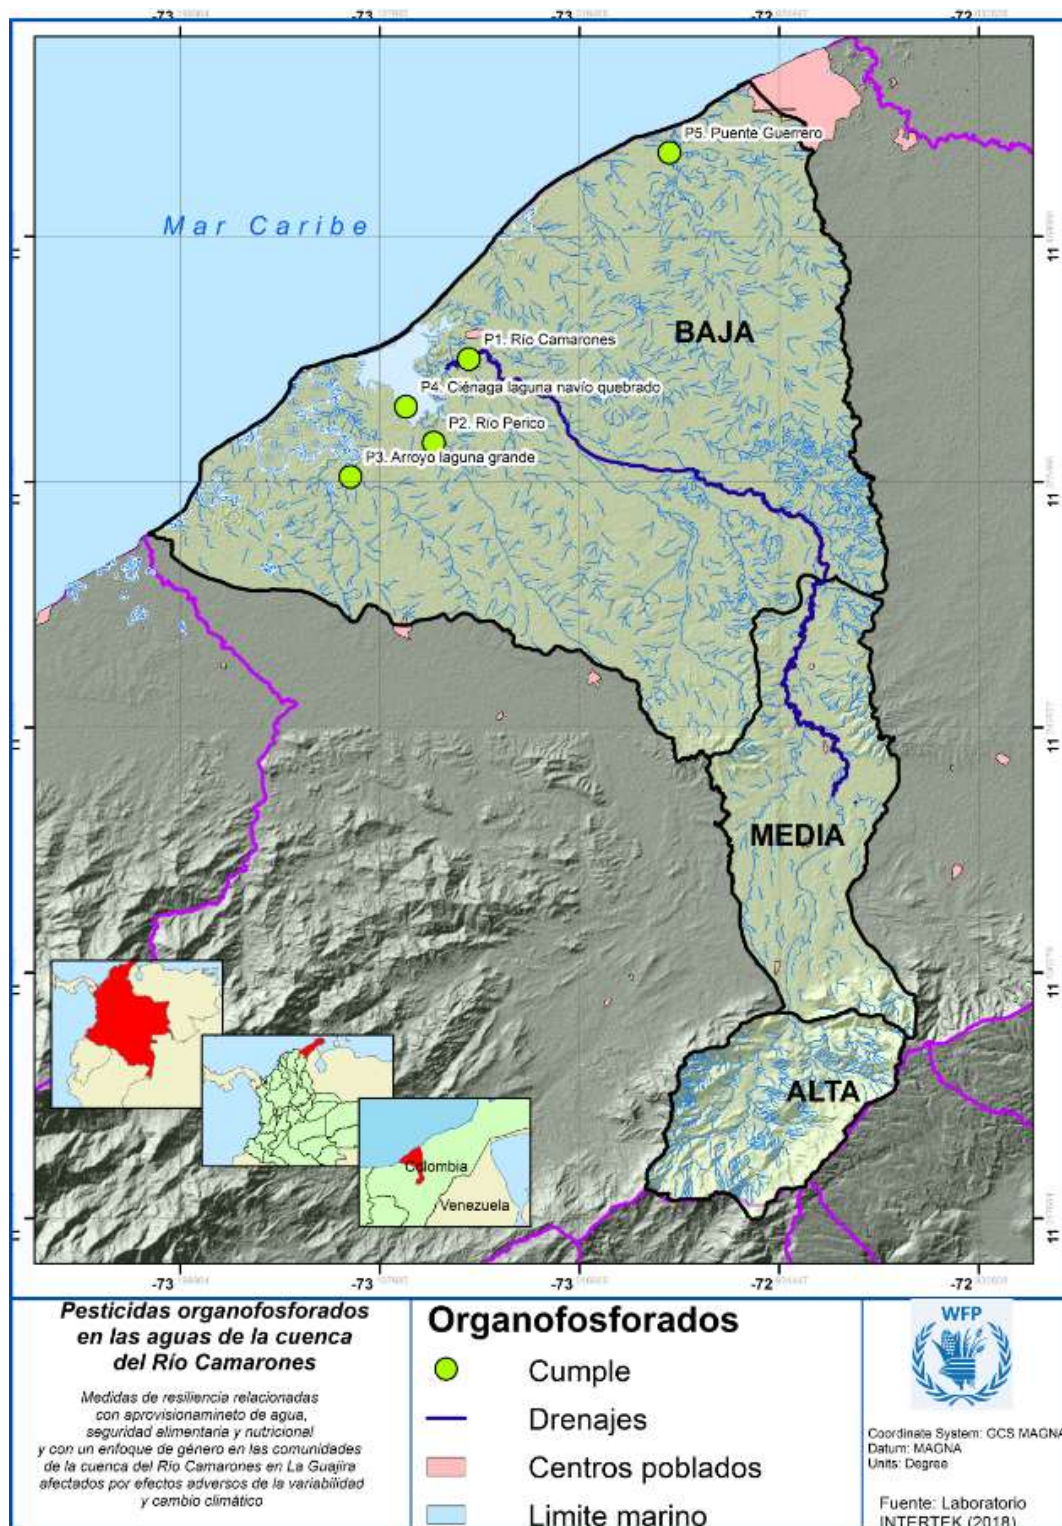 -73
-73
-73
-72
-72
P5. Puente Guerrero
Mar Caribe
11
BAJA
P1. Río Camarones
P4. Ciénaga laguna navío quebrado
P2. Río Perico
P3. Arroyo laguna grande
11
11
MEDIA
11
ALTA
Colombia
Venezuela
11
-73
-73
-73
-72
-72
Pesticidas organofosforados
en las aguas de la cuenca
del Río Camarones
Medidas de resiliencia relacionadas
con aprovisionamineto de agua,
seguridad alimentaria y nutricional
y con un enfoque de género en las comunidades
de la cuenca del Río Camarones en La Guajira
afectados por efectos adversos de la variabilidad
y cambio climático
Organofosforados
Cumple
Drenajes
Centros poblados
Limite marino
WFP
Coordinate System: GCS MAGNA
Datum: MAGNA
Units: Degree
Fuente: Laboratorio
INTERTEK (2018)